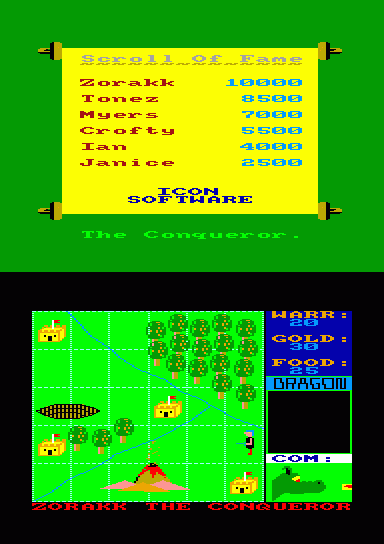 Scroll Of Fame
Zorakk 10000
Tonez 8500
Myers 7000
Crofty 5500
Ian 4000
Janice 2500
ICON
SOFTWARE
The Conqueror.
WARR:
20
GOLD:
30
FOOD:
25
DRAGON
COM:
ZORAKK THE CONQUEROR